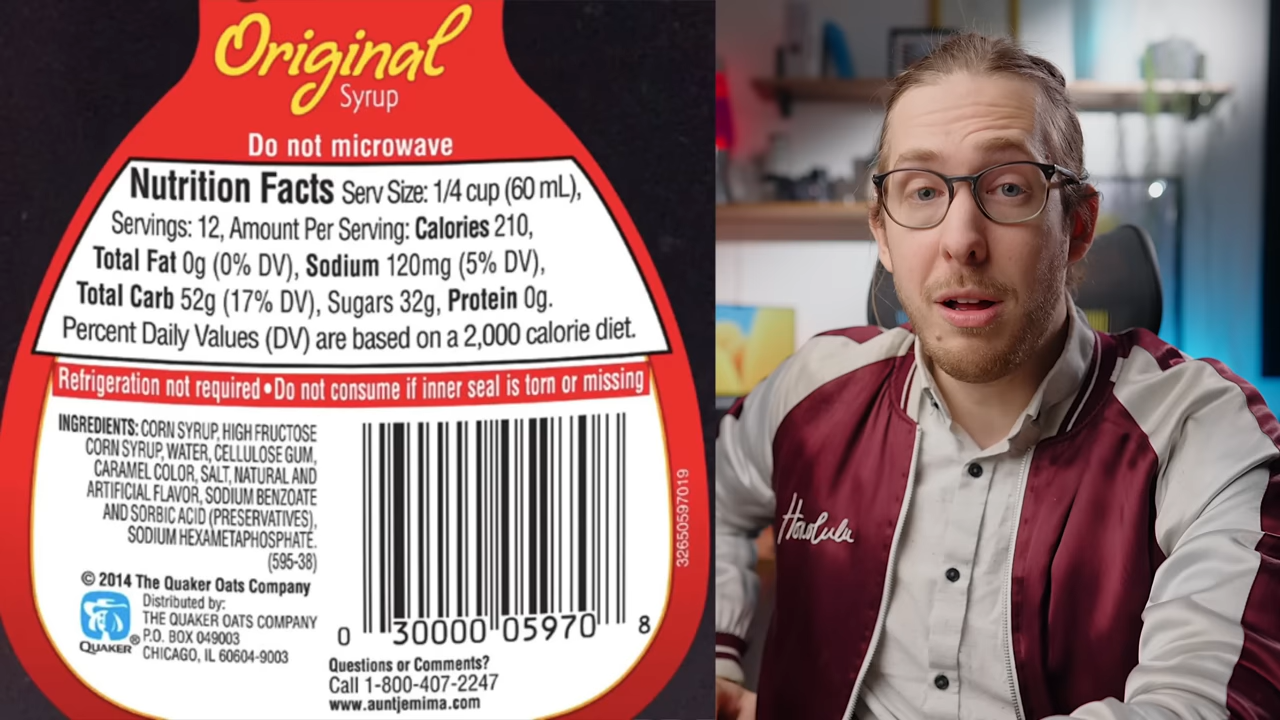 Original
Syrup
Do not microwave
Nutrition Facts Serv Size: 1/4 cup (60 mL),
Servings: 12, Amount Per Serving: Calories 210,
Total Fat 0g (0% DV), Sodium 120mg (5% DV),
Total Carb 52g (17% DV), Sugars 32g, Protein 0g.
Percent Daily Values (DV) are based on a 2,000 calorie diet.
Refrigeration not required•Do not consume if inner seal is torn or missing
INGREDIENTS: CORN SYRUP, HIGH FRUCTOSE
CORN SYRUP, WATER, CELLULOSE GUM,
CARAMEL COLOR, SALT, NATURAL AND
ARTIFICIAL FLAVOR, SODIUM BENZOATE
AND SORBIC ACID (PRESERVATIVES),
SODIUM HEXAMETAPHOSPHATE.
(595-38)
© 2014 The Quaker Oats Company
Distributed by:
THE QUAKER OATS COMPANY
P.O. BOX 049003
CHICAGO, IL 60604-9003
QUAKER®
0 30000 05970 8
Questions or Comments?
Call 1-800-407-2247
www.auntjemima.com
32650597019
Honolulu